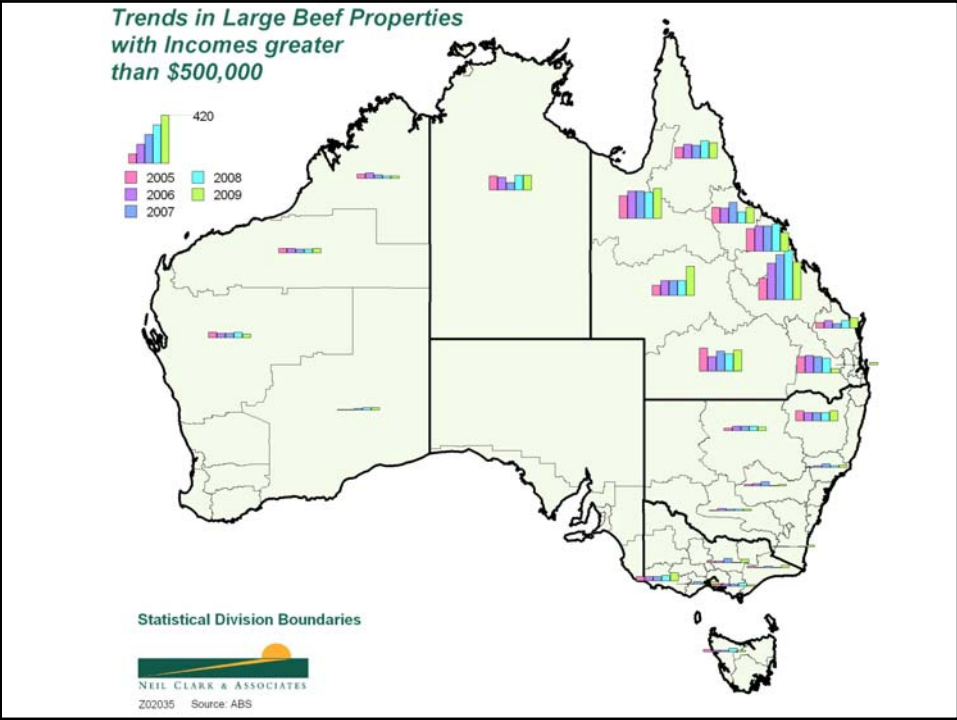 Trends in Large Beef Properties
with Incomes greater
than $500,000
420
2005 2008
2006 2009
2007
Statistical Division Boundaries
NEIL CLARK & ASSOCIATES
Z02035 Source: ABS